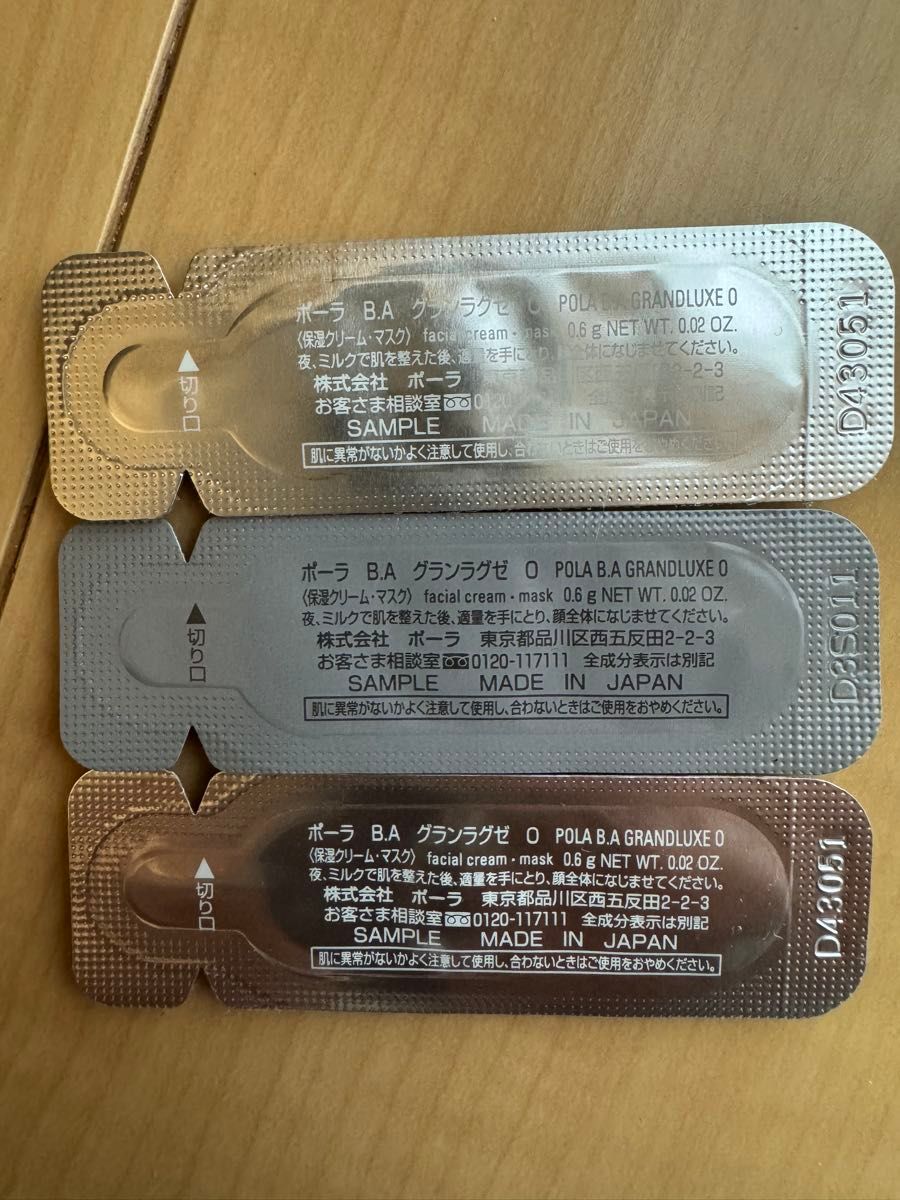 ポーラ B.A グランラグゼ O POLA B.A GRANDLUXE O
〈保湿クリーム・マスク〉 facial cream・mas 0.6 g NET WT. 0.02 OZ.
夜、ミルクで肌を整えた後、適量を手にとり、顔全体になじませてください。
株式会社 ポーラ 2-2-3
お客さま相談室 0120 全 記
SAMPLE MADE IN JAPAN
肌に異常がないかよく注意して使用し、合わないときはご使用をおやめください。
▲切り口
D43051
ポーラ B.A グランラグゼ O POLA B.A GRANDLUXE O
〈保湿クリーム・マスク〉 facial cream・mask 0.6 g NET WT. 0.02 OZ.
夜、ミルクで肌を整えた後、適量を手にとり、顔全体になじませてください。
株式会社 ポーラ 東京都品川区西五反田2-2-3
お客さま相談室 0120-117111 全成分表示は別記
SAMPLE MADE IN JAPAN
肌に異常がないかよく注意して使用し、合わないときはご使用をおやめください。
▲切り口
D3S011
ポーラ B.A グランラグゼ O POLA B.A GRANDLUXE O
〈保湿クリーム・マスク〉 facial cream・mask 0.6 g NET WT. 0.02 OZ.
夜、ミルクで肌を整えた後、適量を手にとり、顔全体になじませてください。
株式会社 ポーラ 東京都品川区西五反田2-2-3
お客さま相談室 0120-117111 全成分表示は別記
SAMPLE MADE IN JAPAN
肌に異常がないかよく注意して使用し、合わないときはご使用をおやめください。
▲切り口
D43051